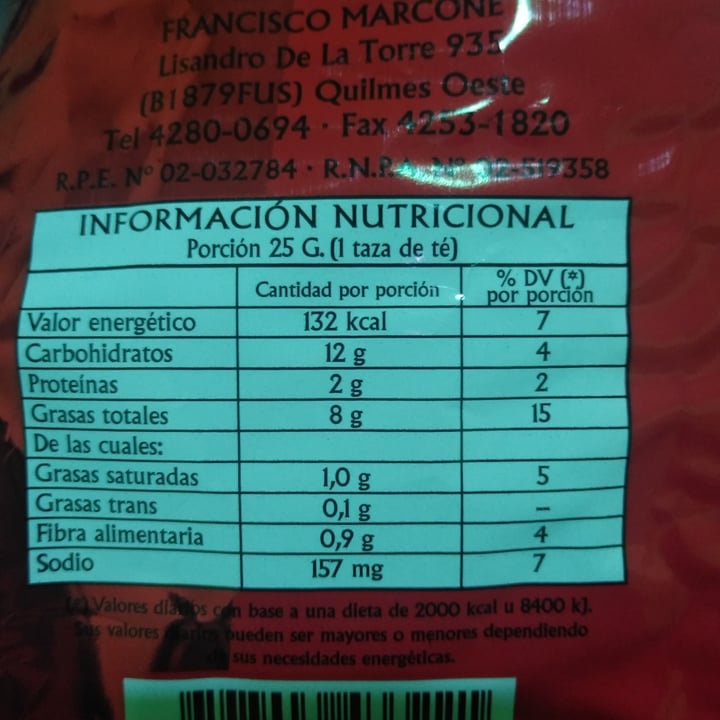 FRANCISCO MARCONE
Lisandro De La Torre 935
(B1879FUS) Quilmes Oeste
Tel 4280-0694 · Fax 4253-1820
R.P.E. Nº 02-032784 · R.N.P.A. Nº 02-519358
INFORMACIÓN NUTRICIONAL
Porción 25 G. (1 taza de té)
Cantidad por porción % DV (*) por porción
Valor energético 132 kcal 7
Carbohidratos 12 g 4
Proteínas 2 g 2
Grasas totales 8 g 15
De las cuales:
Grasas saturadas 1,0 g 5
Grasas trans 0,1 g --
Fibra alimentaria 0,9 g 4
Sodio 157 mg 7
(*) Valores diarios con base a una dieta de 2000 kcal u 8400 kJ.
Sus valores diarios pueden ser mayores o menores dependiendo
de sus necesidades energéticas.